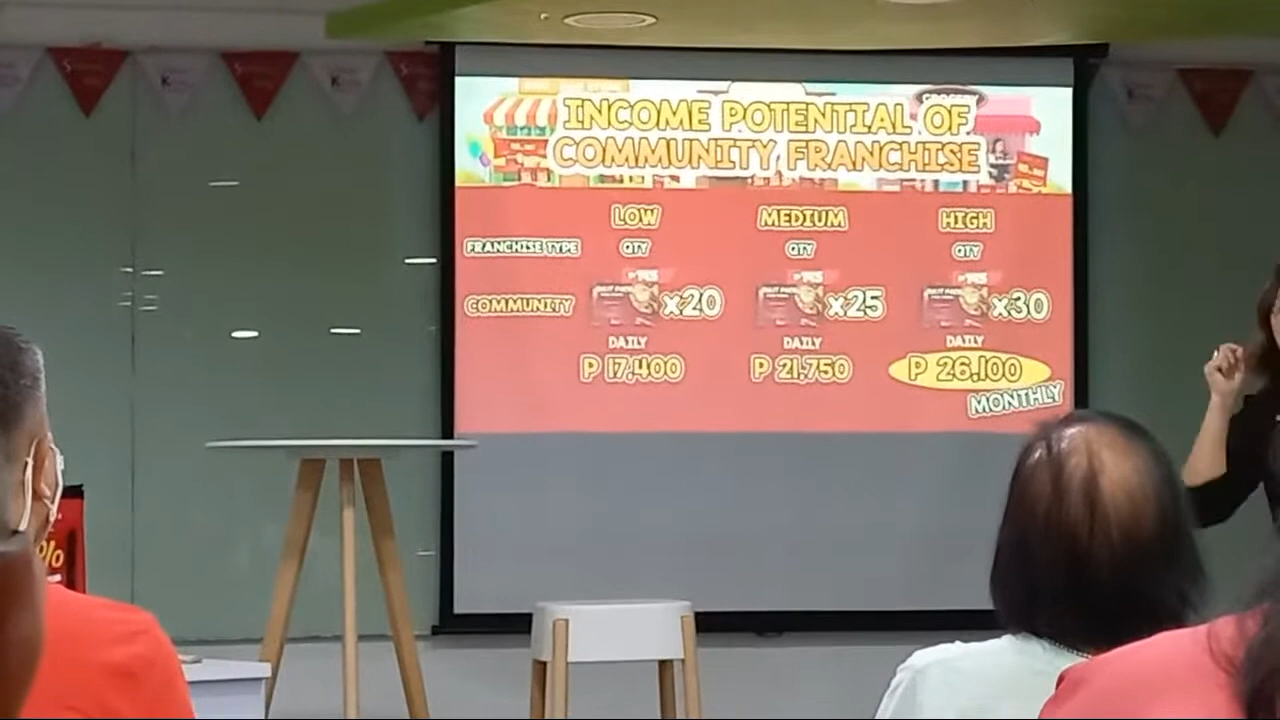 INCOME POTENTIAL OF
COMMUNITY FRANCHISE
LOW MEDIUM HIGH
FRANCHISE TYPE QTY QTY QTY
COMMUNITY x20 x25 x30
DAILY DAILY DAILY
P 17,400 P 21,750 P 26,100
MONTHLY
%